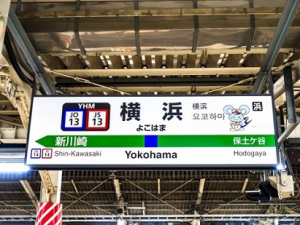 YHM
JO
13
JS
13
横浜
よこはま
横滨
요코하마
浜
新川崎
保土ケ谷
Shin-Kawasaki
Yokohama
Hodogaya